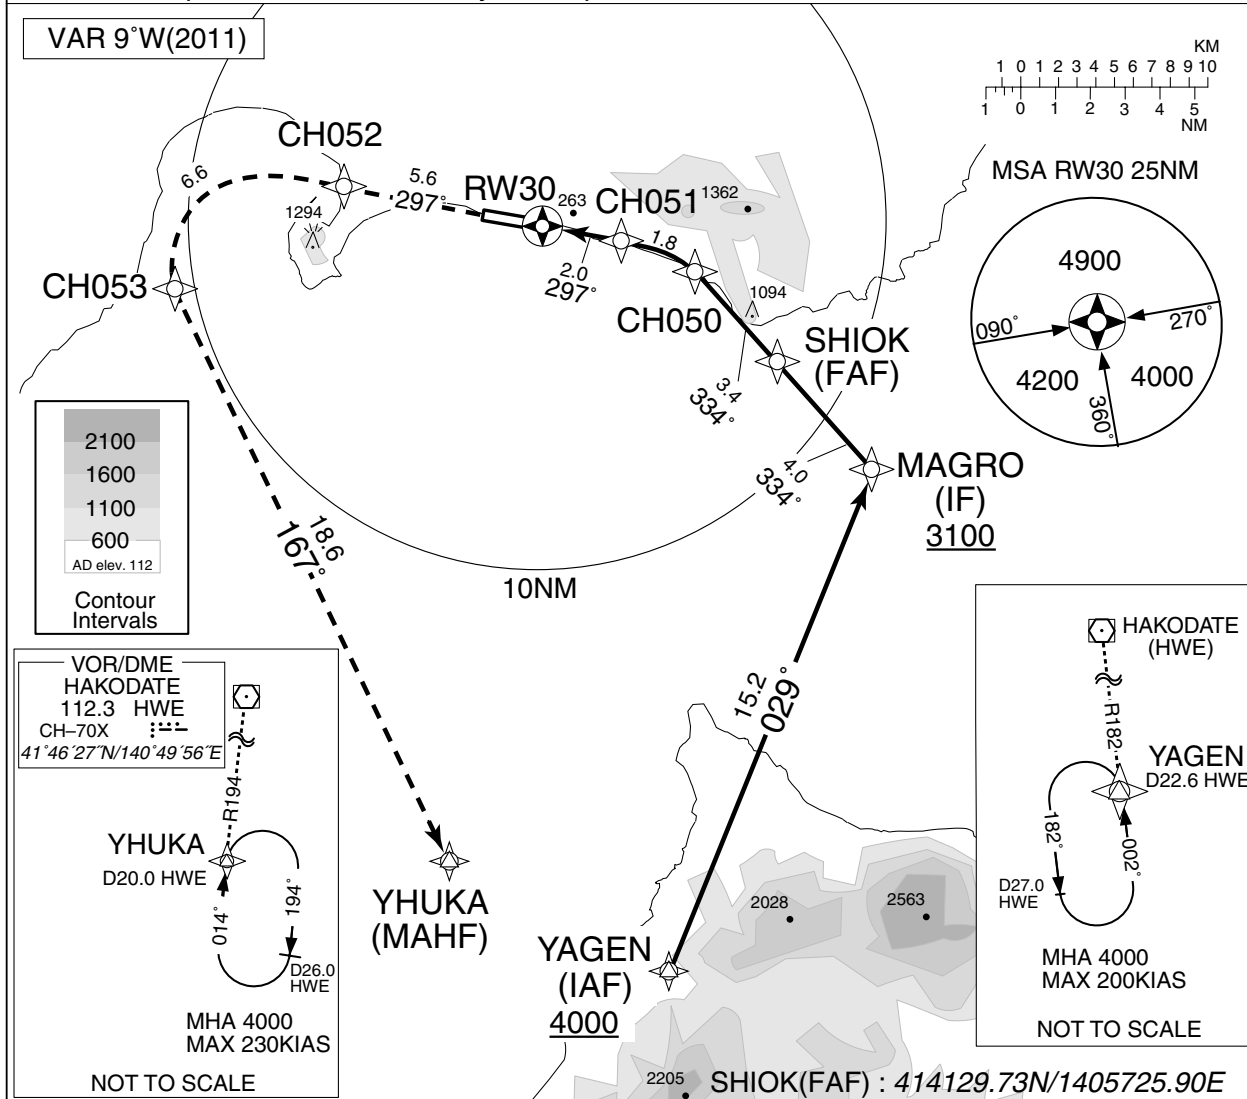 VAR 9°W(2011)
KM
1 0 1 2 3 4 5 6 7 8 9 10
1 0 1 2 3 4 5
NM
CH052
6.6
5.6
297°
RW30
263
CH051
1362
MSA RW30 25NM
1294
1.8
4900
CH053
2.0
297°
1094
CH050
090°
270°
SHIOK
(FAF)
4200
4000
360°
3.4
334°
2100
1600
1100
600
AD elev. 112
Contour
Intervals
4.0
334°
MAGRO
(IF)
3100
18.6
167°
10NM
HAKODATE
(HWE)
VOR/DME
HAKODATE
112.3 HWE
CH–70X
41°46´27˝N/140°49´56˝E
15.2
029°
R182
YAGEN
D22.6 HWE
R194
YHUKA
D20.0 HWE
182°
002°
D27.0
HWE
014°
194°
D26.0
HWE
YHUKA
(MAHF)
2028
2563
YAGEN
(IAF)
4000
MHA 4000
MAX 200KIAS
MHA 4000
MAX 230KIAS
NOT TO SCALE
NOT TO SCALE
2205
SHIOK(FAF) : 414129.73N/1405725.90E